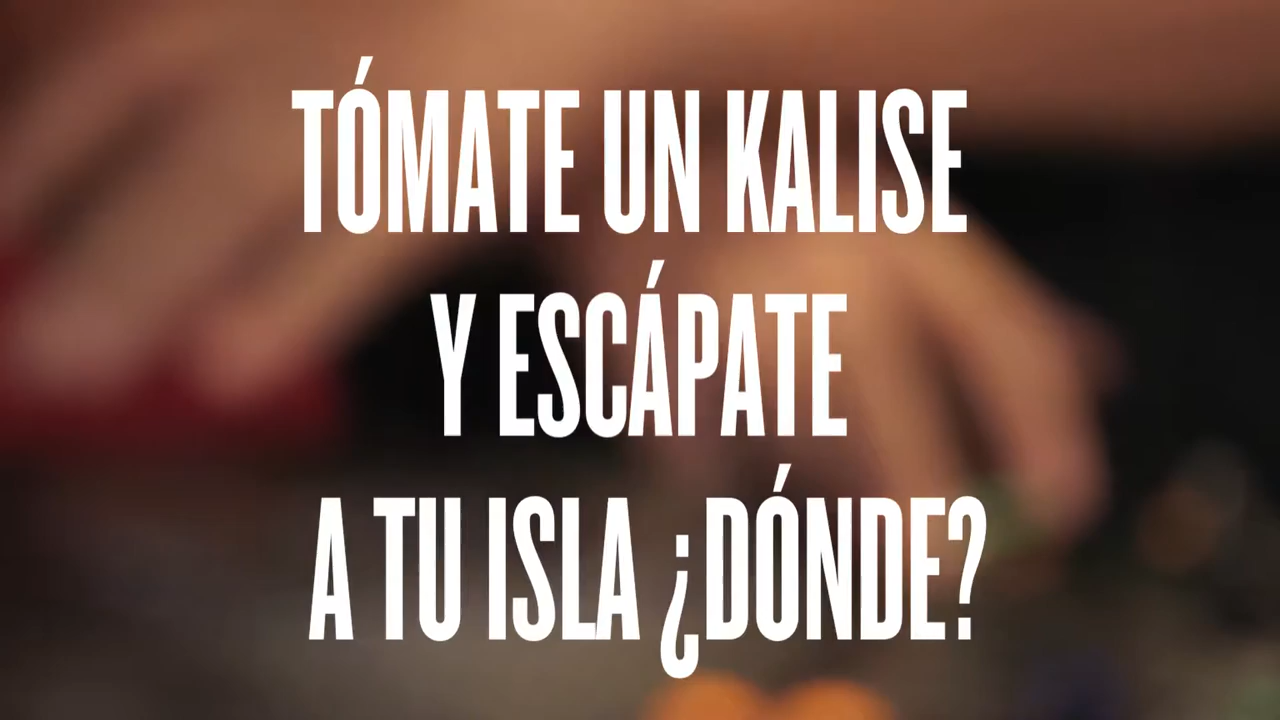 TÓMATE UN KALISE
Y ESCÁPATE
A TU ISLA ¿DÓNDE?